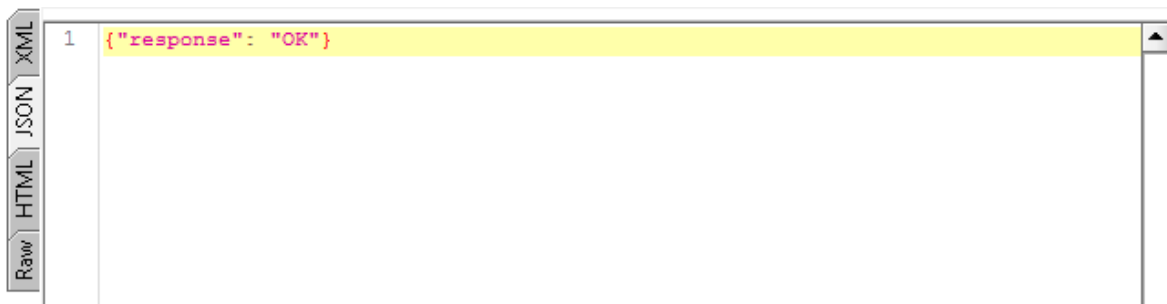 XML
JSON
HTML
Raw
1 {"response": "OK"}